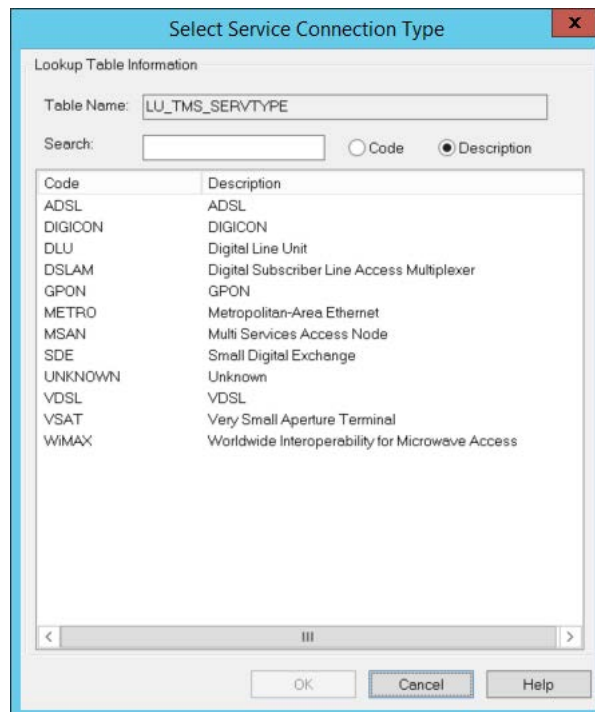 Select Service Connection Type
x
Lookup Table Information
Table Name: LU_TMS_SERVTYPE
Search: Code Description
Code Description
ADSL ADSL
DIGICON DIGICON
DLU Digital Line Unit
DSLAM Digital Subscriber Line Access Multiplexer
GPON GPON
METRO Metropolitan-Area Ethernet
MSAN Multi Services Access Node
SDE Small Digital Exchange
UNKNOWN Unknown
VDSL VDSL
VSAT Very Small Aperture Terminal
WiMAX Worldwide Interoperability for Microwave Access
OK Cancel Help